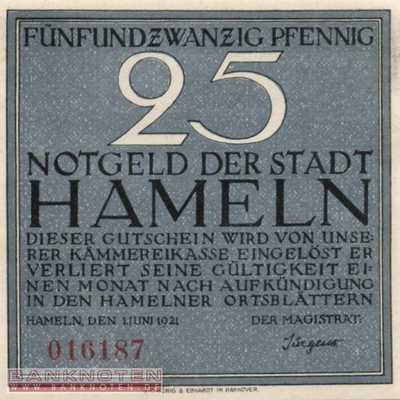 FÜNFUNDZWANZIG PFENNIG
25
NOTGELD DER STADT
HAMELN
DIESER GUTSCHEIN WIRD VON UNSE-
RER KÄMMEREIKASSE EINGELÖST ER
VERLIERT SEINE GÜLTIGKEIT EI-
NEN MONAT NACH AUFKÜNDIGUNG
IN DEN HAMELNER ORTSBLÄTTERN
HAMELN, DEN 1. JUNI 1921 DER MAGISTRAT:
016187 Jürgens
BANKNOTEN
& EINHARDT IN HANNOVER.